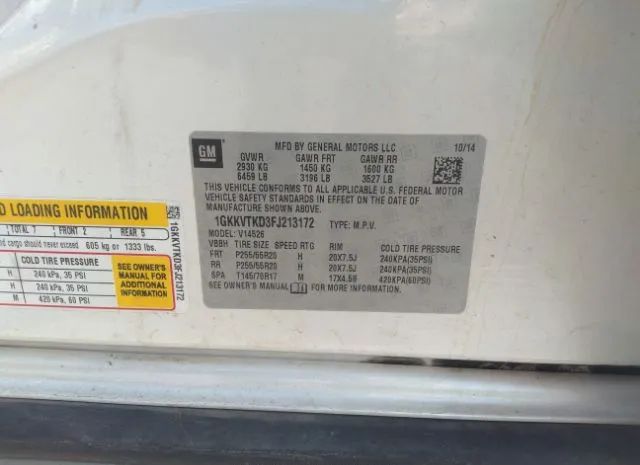 GM
MFD BY GENERAL MOTORS LLC 10/14
GVWR GAWR FRT GAWR RR
2930 KG 1450 KG 1600 KG
6459 LB 3196 LB 3527 LB
THIS VEHICLE CONFORMS TO ALL APPLICABLE U.S. FEDERAL MOTOR
VEHICLE SAFETY STANDARDS IN EFFECT ON THE DATE OF
MANUFACTURE SHOWN ABOVE.
1GKKVTKD3FJ213172 TYPE: M.P.V.
MODEL: V14526
VBBH TIRE SIZE SPEED RTG RIM COLD TIRE PRESSURE
FRT P255/55R20 H 20X7.5J 240KPA(35PSI)
RR P255/55R20 H 20X7.5J 240KPA(35PSI)
SPA T145/70R17 M 17X4.5B 420KPA(60PSI)
SEE OWNER'S MANUAL FOR MORE INFORMATION.
D LOADING INFORMATION
TOTAL 7 FRONT 2 REAR 5
nd cargo should never exceed 605 kg or 1333 lbs.
COLD TIRE PRESSURE
H 240 kPa, 35 PSI
H 240 kPa, 35 PSI
M 420 kPa, 60 PSI
SEE OWNER'S
MANUAL FOR
ADDITIONAL
INFORMATION
1GKKVTKD3FJ213172